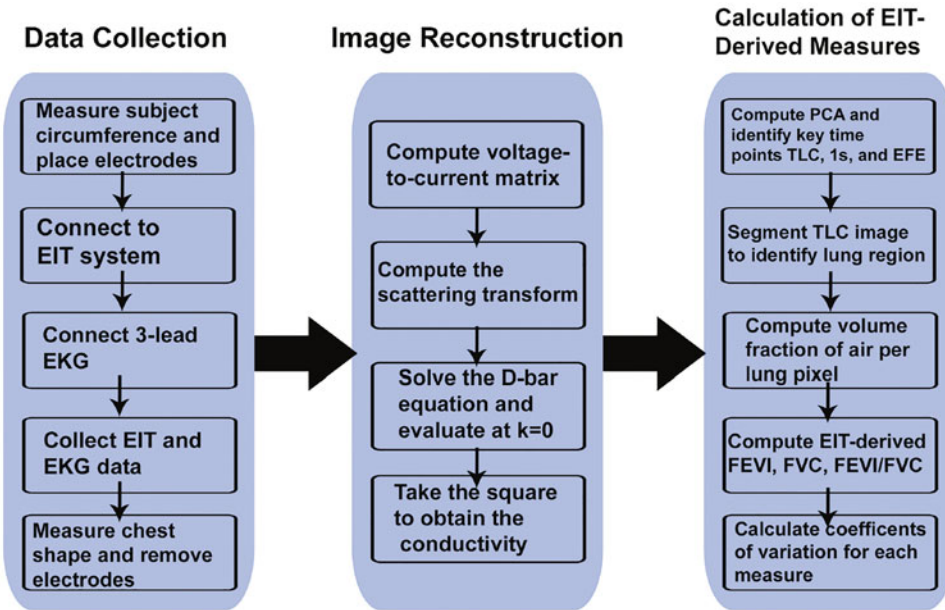 Data Collection
Measure subject
circumference and
place electrodes
Connect to
EIT system
Connect 3-lead
EKG
Collect EIT and
EKG data
Measure chest
shape and remove
electrodes
Image Reconstruction
Compute voltage-
to-current matrix
Compute the
scattering transform
Solve the D-bar
equation and
evaluate at k=0
Take the square
to obtain the
conductivity
Calculation of EIT-
Derived Measures
Compute PCA and
identify key time
points TLC, 1s, and EFE
Segment TLC image
to identify lung region
Compute volume
fraction of air per
lung pixel
Compute EIT-derived
FEVI, FVC, FEVI/FVC
Calculate coefficents
of variation for each
measure